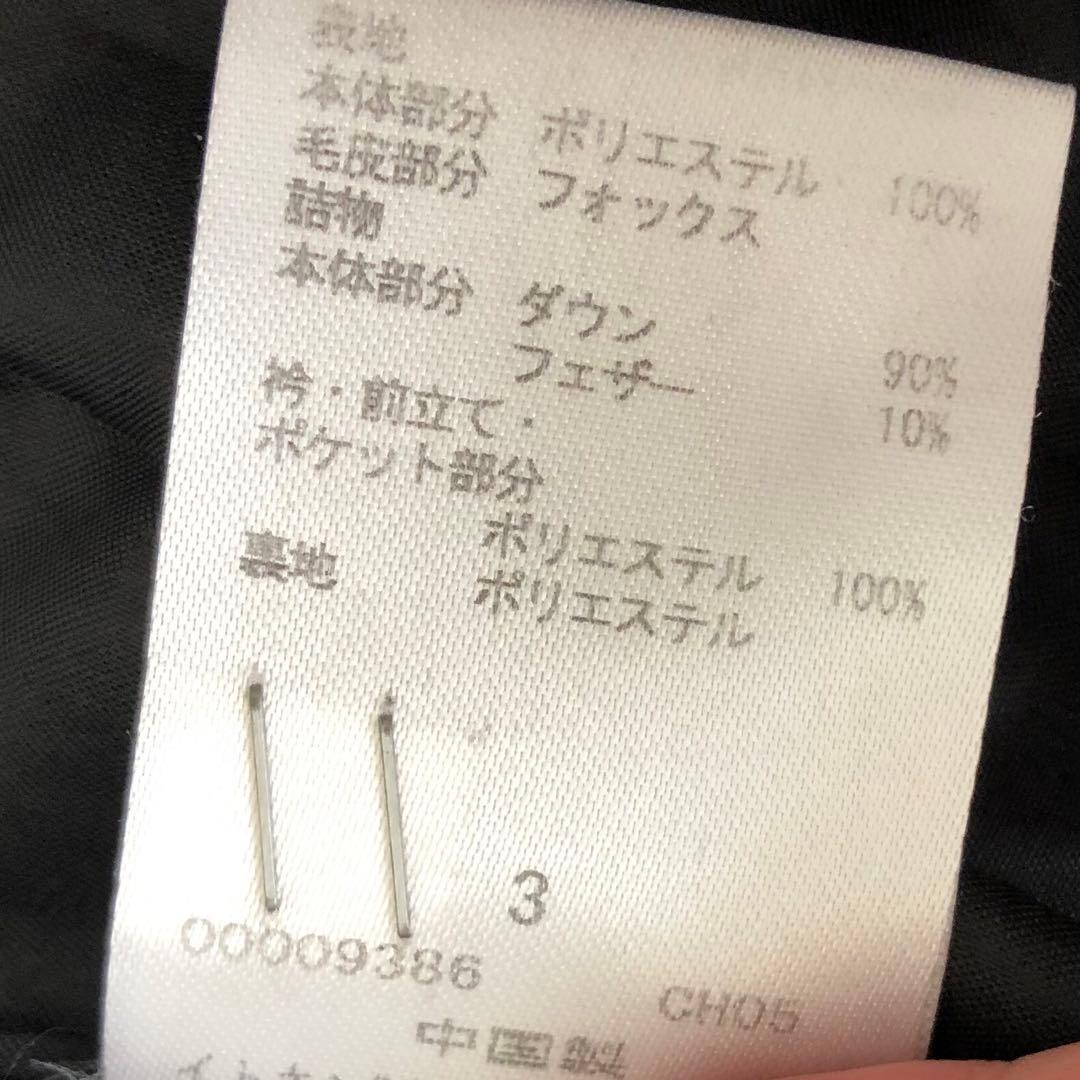 表地
本体部分 ポリエステル 100%
毛皮部分 フォックス
詰物
本体部分 ダウン 90%
フェザー 10%
衿・前立て・
ポケット部分
ポリエステル 100%
裏地 ポリエステル
3
00009386
CH05
中国製